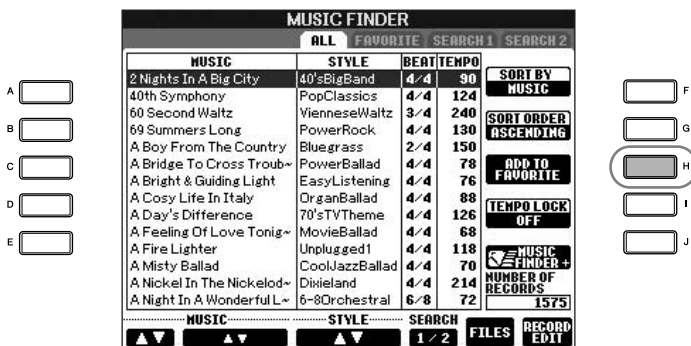 MUSIC FINDER
ALL FAVORITE SEARCH 1 SEARCH 2
MUSIC STYLE BEAT TEMPO
2 Nights In A Big City 40'sBigBand 4/4 90
40th Symphony PopClassics 4/4 124
60 Second Waltz VienneseWaltz 3/4 240
69 Summers Long PowerRock 4/4 130
A Boy From The Country Bluegrass 2/4 150
A Bridge To Cross Troub~ PowerBallad 4/4 78
A Bright & Guiding Light EasyListening 4/4 76
A Cosy Life In Italy OrganBallad 4/4 88
A Day's Difference 70'sTVTheme 4/4 126
A Feeling Of Love Tonig~ MovieBallad 4/4 68
A Fire Lighter Unplugged1 4/4 118
A Misty Ballad CoolJazzBallad 4/4 70
A Nickel In The Nickelod~ Dixieland 4/4 214
A Night In A Wonderful L~ 6-8Orchestral 6/8 72
SORT BY
MUSIC
SORT ORDER
ASCENDING
ADD TO
FAVORITE
TEMPO LOCK
OFF
MUSIC
FINDER +
NUMBER OF
RECORDS
1575
MUSIC STYLE SEARCH
▲▼ ▲▼ ▲▼ 1/2 FILES RECORD
EDIT
A
B
C
D
E
F
G
H
I
J